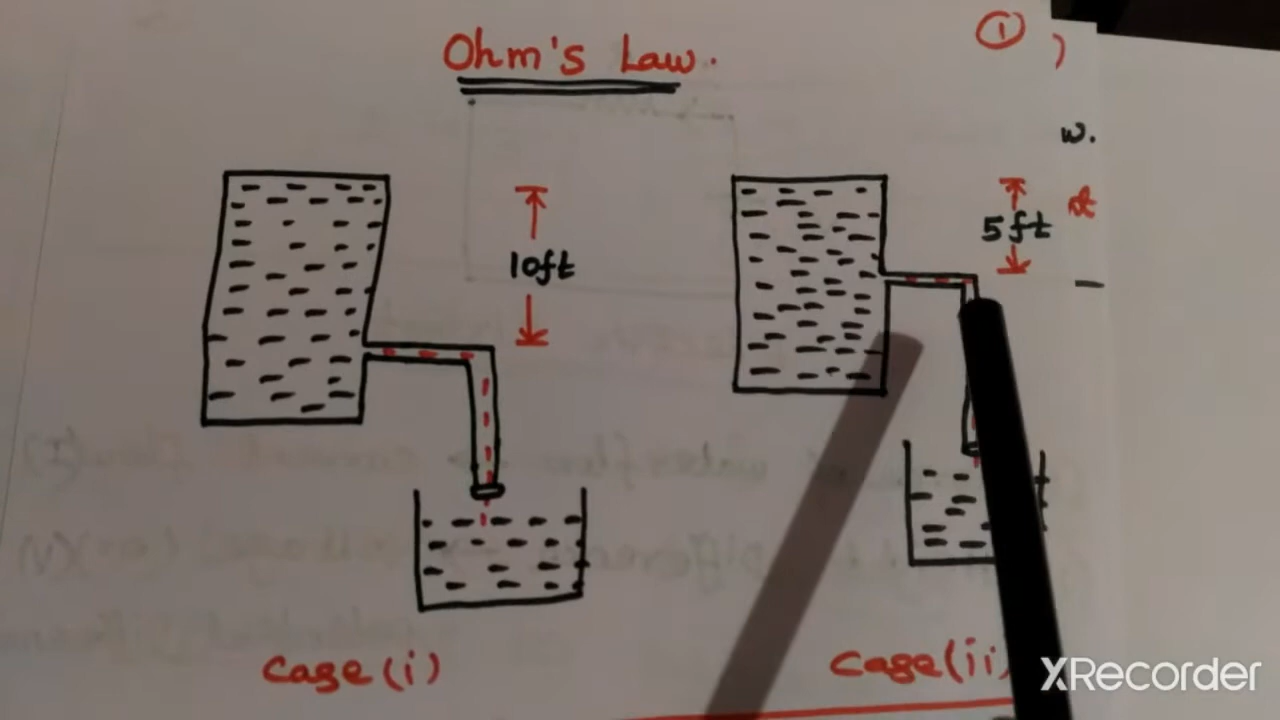 Ohm's Law.
①
)
w.
10ft
5ft
Case(i)
Case(ii)
XRecorder